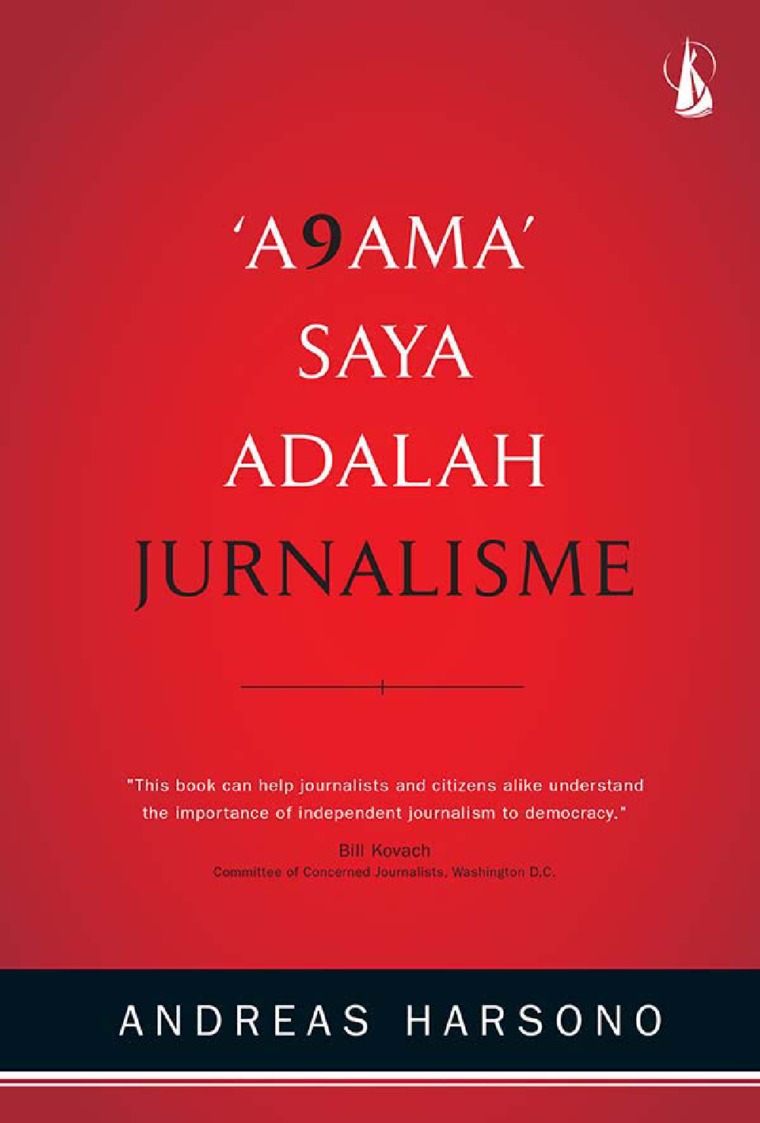 ‘A9AMA’
SAYA
ADALAH
JURNALISME
"This book can help journalists and citizens alike understand
the importance of independent journalism to democracy."
Bill Kovach
Committee of Concerned Journalists, Washington D.C.
ANDREAS HARSONO